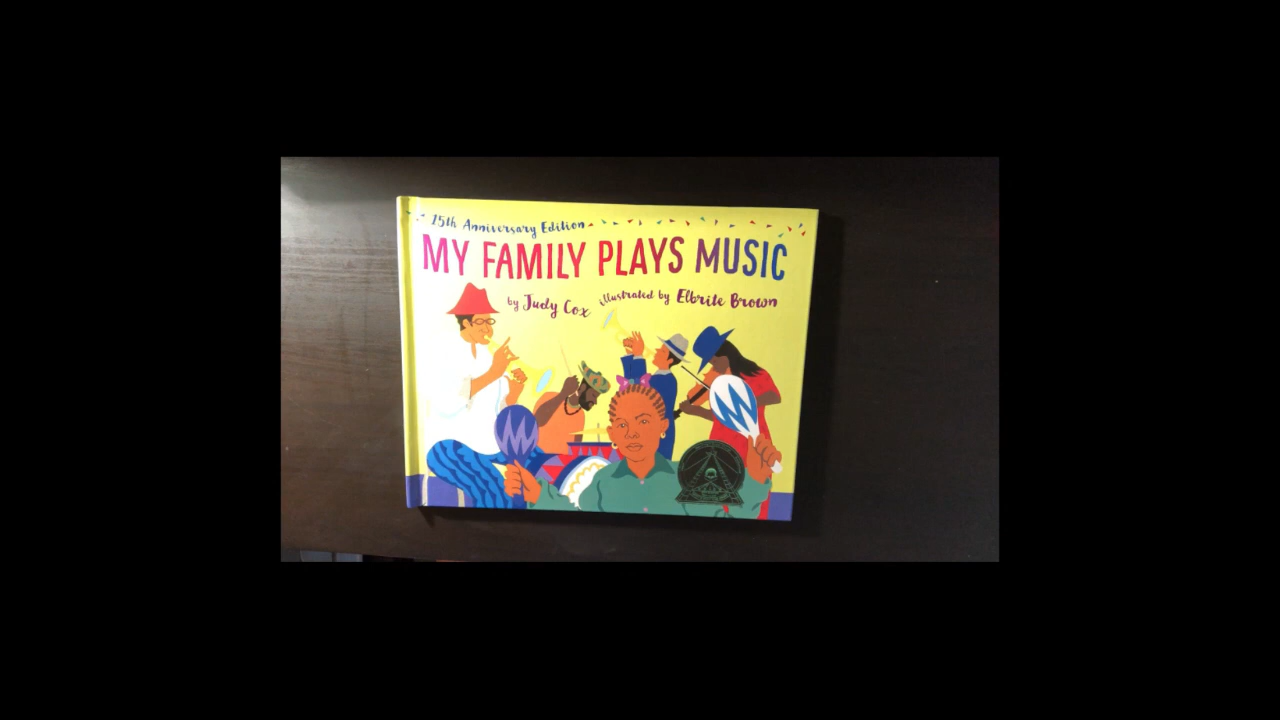 15th Anniversary Edition
MY FAMILY PLAYS MUSIC
by Judy Cox illustrated by Elbrite Brown